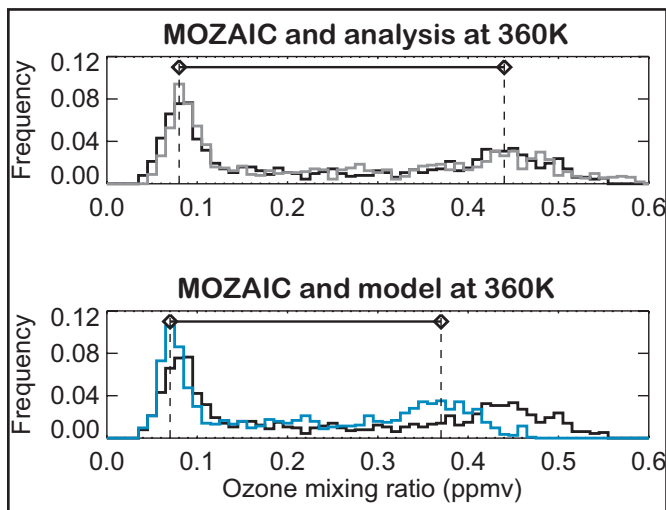 MOZAIC and analysis at 360K
Frequency
0.12
0.08
0.04
0.00
0.0 0.1 0.2 0.3 0.4 0.5 0.6
MOZAIC and model at 360K
Frequency
0.12
0.08
0.04
0.00
0.0 0.1 0.2 0.3 0.4 0.5 0.6
Ozone mixing ratio (ppmv)